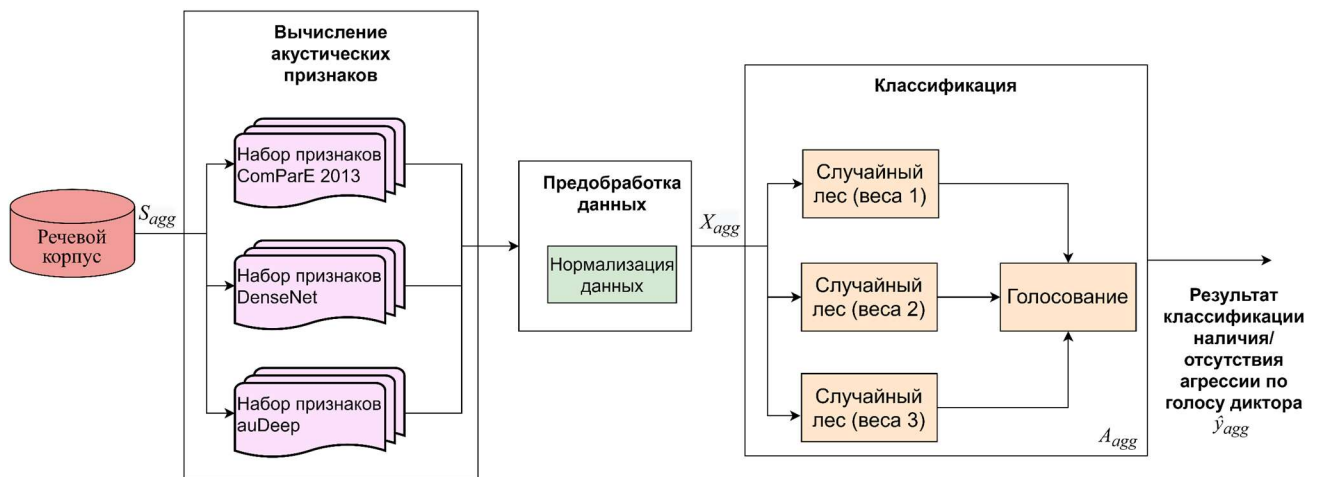 Речевой
корпус
S_agg
Вычисление
акустических
признаков
Набор признаков
ComParE 2013
Набор признаков
DenseNet
Набор признаков
auDeep
Предобработка
данных
Нормализация
данных
X_agg
Классификация
Случайный
лес (веса 1)
Случайный
лес (веса 2)
Случайный
лес (веса 3)
Голосование
A_agg
Результат
классификации
наличия/
отсутствия
агрессии по
голосу диктора
ŷ_agg